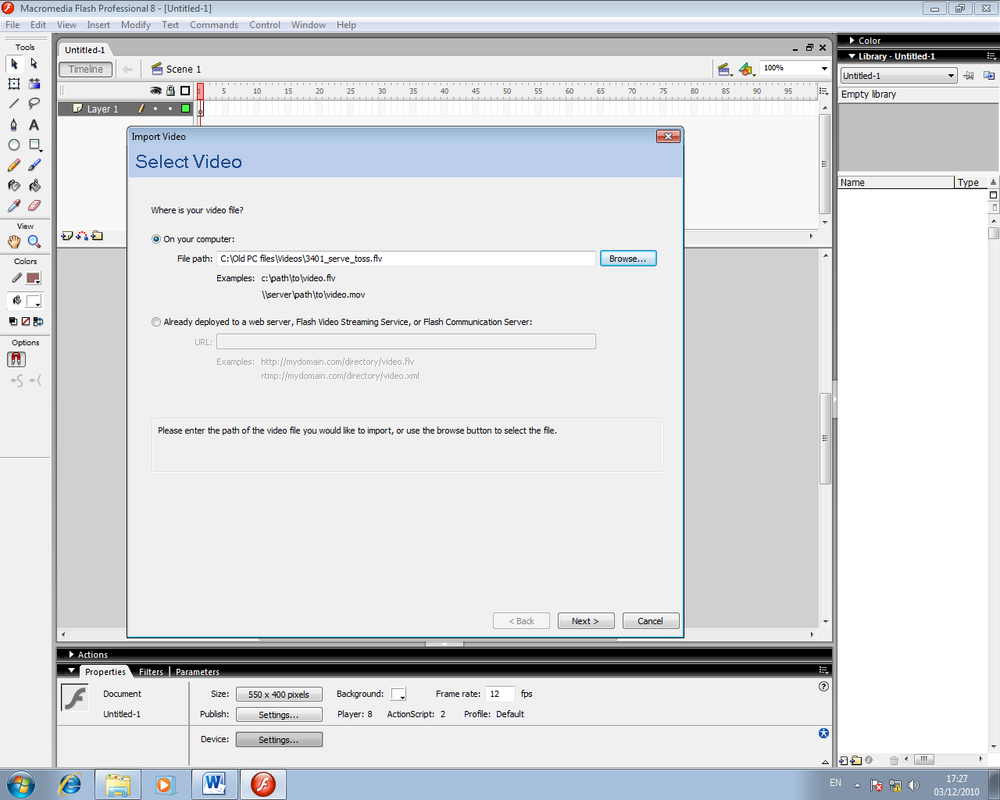 Macromedia Flash Professional 8 - [Untitled-1]
File Edit View Insert Modify Text Commands Control Window Help
Tools
View
Colors
Options
Untitled-1
Timeline
Scene 1
100%
1 5 10 15 20 25 30 35 40 45 50 55 60 65 70 75 80 85 90 95
Layer 1
Import Video
Select Video
Where is your video file?
On your computer:
File path: C:\Old PC files\Videos\3401_serve_toss.flv Browse...
Examples: c:\path\to\video.flv
\\server\path\to\video.mov
Already deployed to a web server, Flash Video Streaming Service, or Flash Communication Server:
URL:
Examples: http://mydomain.com/directory/video.flv
rtmp://mydomain.com/directory/video.xml
Please enter the path of the video file you would like to import, or use the browse button to select the file.
< Back Next > Cancel
Color
Library - Untitled-1
Untitled-1
Empty library
Name Type
Actions
Properties Filters Parameters
Document Size: 550 x 400 pixels Background: Frame rate: 12 fps
Untitled-1 Publish: Settings... Player: 8 ActionScript: 2 Profile: Default
Device: Settings...
EN
17:27
03/12/2010